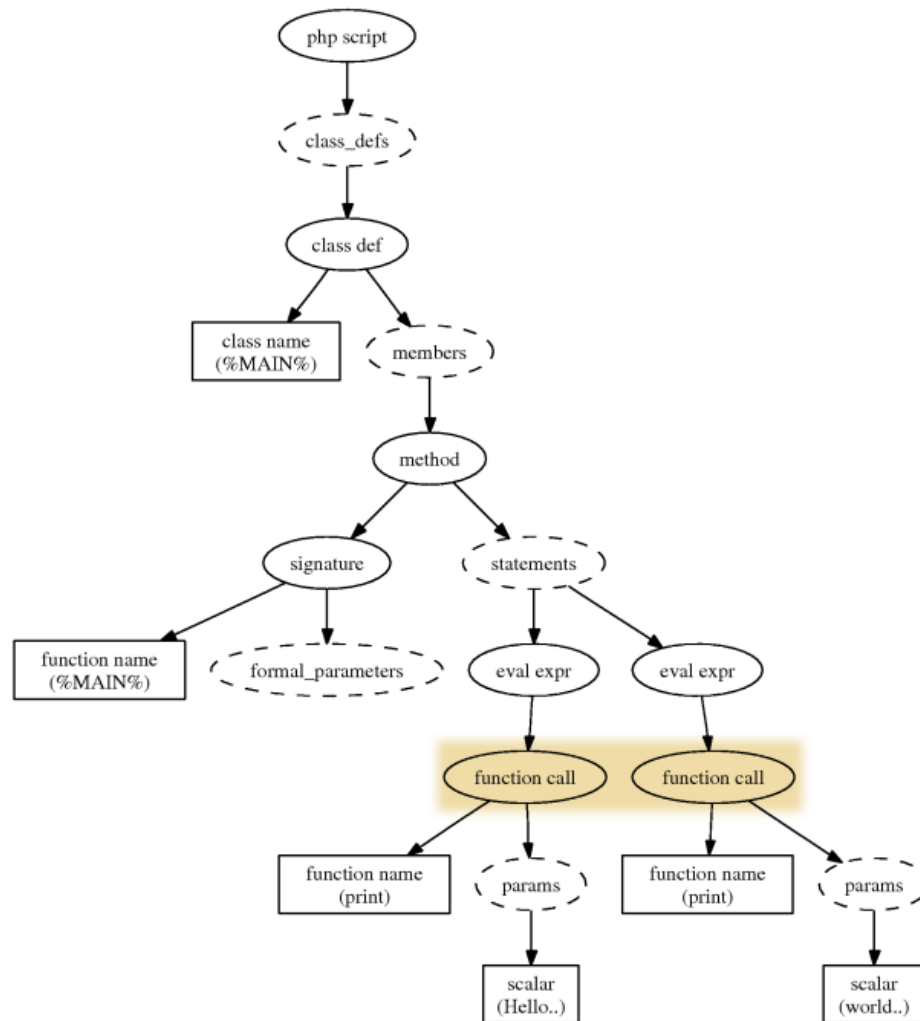 php script
class_defs
class def
class name
(%MAIN%)
members
method
signature
statements
function name
(%MAIN%)
formal_parameters
eval expr
eval expr
function call
function call
function name
(print)
params
function name
(print)
params
scalar
(Hello..)
scalar
(world..)